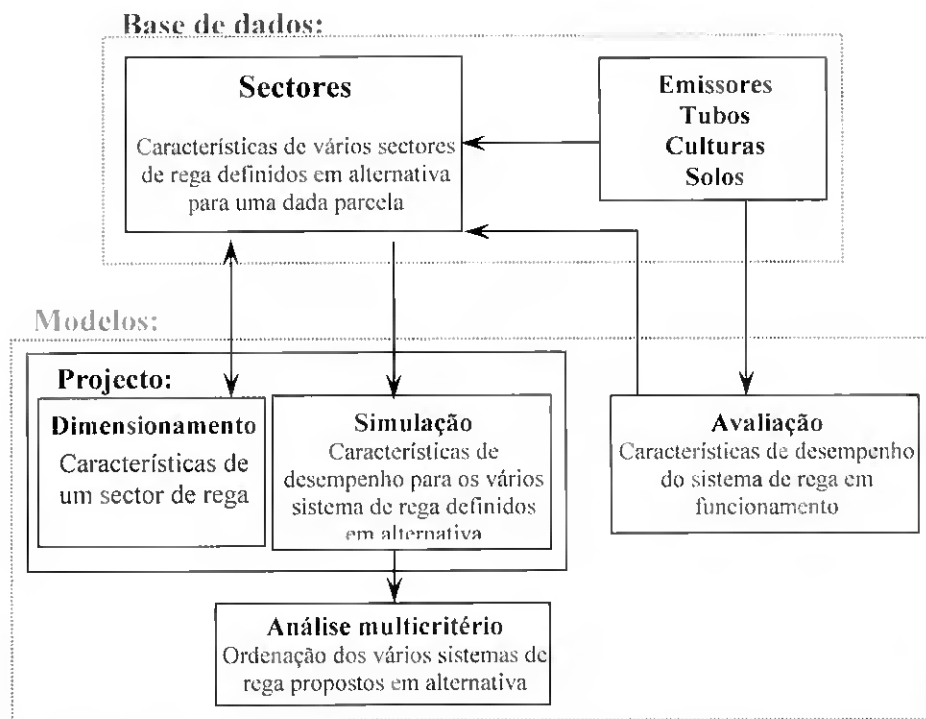 Base de dados:
Sectores
Características de vários sectores
de rega definidos em alternativa
para uma dada parcela
Emissores
Tubos
Culturas
Solos
Modelos:
Projecto:
Dimensionamento
Características de
um sector de rega
Simulação
Características de
desempenho para os vários
sistema de rega definidos
em alternativa
Avaliação
Características de desempenho
do sistema de rega em
funcionamento
Análise multicritério
Ordenação dos vários sistemas de
rega propostos em alternativa